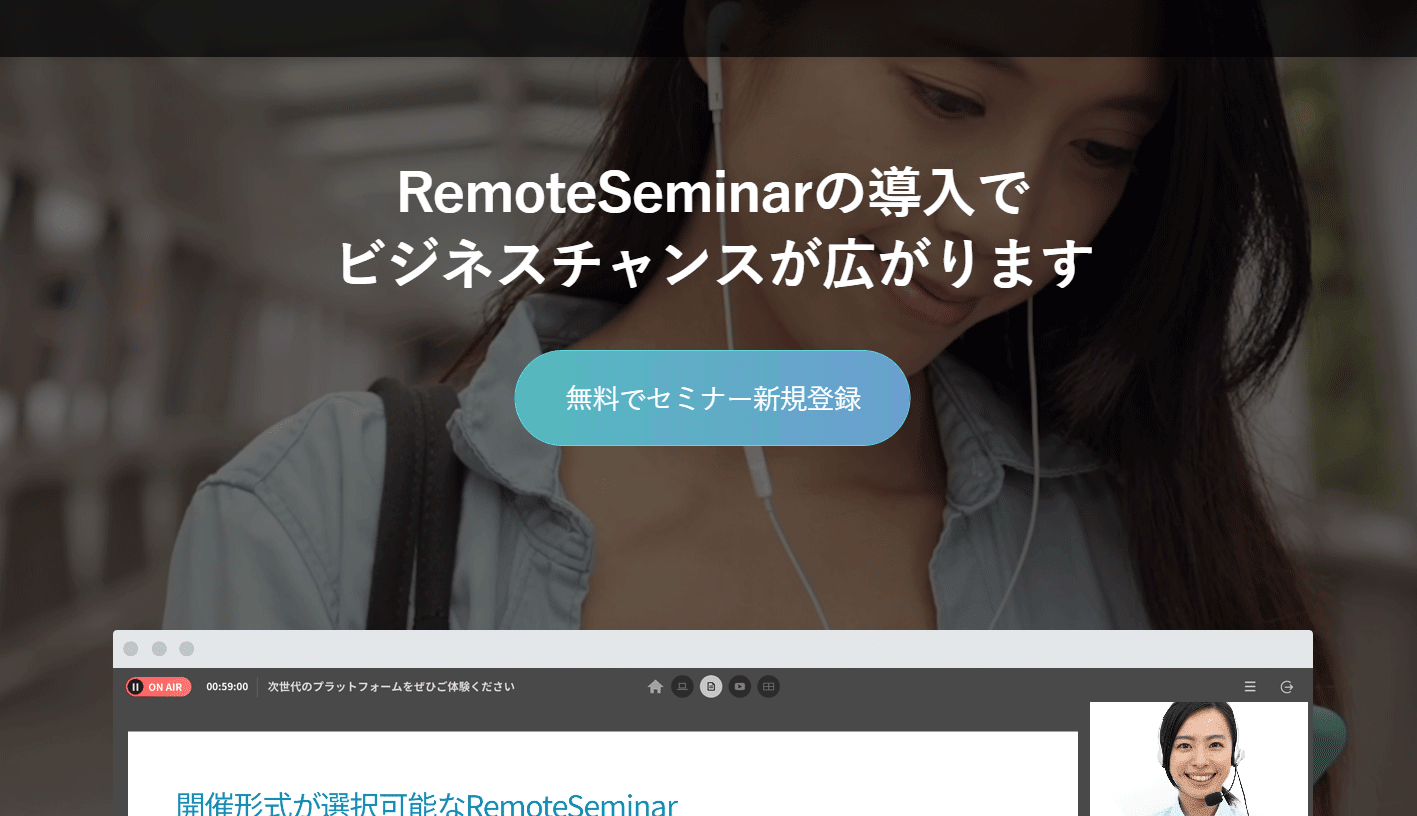 RemoteSeminarの導入で
ビジネスチャンスが広がります
無料でセミナー新規登録
ON AIR 00:59:00 次世代のプラットフォームをぜひご体験ください
開催形式が選択可能なRemoteSeminar